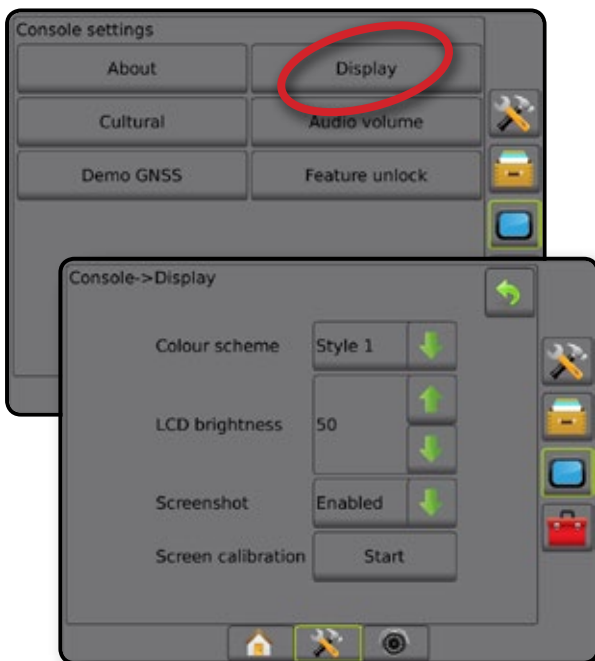 Console settings
About Display
Cultural Audio volume
Demo GNSS Feature unlock
Console->Display
Colour scheme Style 1
LCD brightness 50
Screenshot Enabled
Screen calibration Start